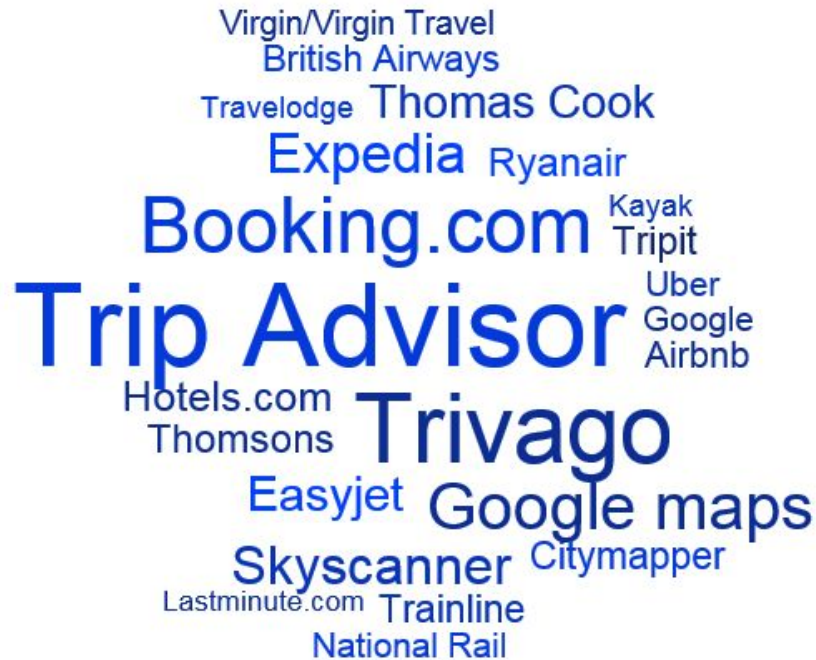 Virgin/Virgin Travel
British Airways
Travelodge Thomas Cook
Expedia Ryanair
Booking.com Kayak
Tripit
Trip Advisor Uber
Google
Airbnb
Hotels.com Trivago
Thomsons
Easyjet Google maps
Skyscanner Citymapper
Lastminute.com Trainline
National Rail